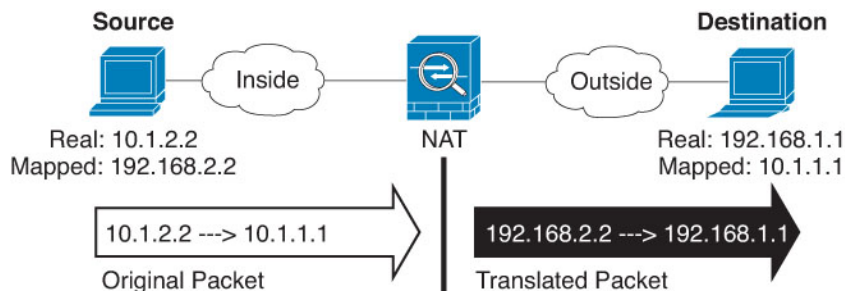 Source
Destination
Inside
Outside
Real: 10.1.2.2
Mapped: 192.168.2.2
NAT
Real: 192.168.1.1
Mapped: 10.1.1.1
10.1.2.2 ---> 10.1.1.1
192.168.2.2 ---> 192.168.1.1
Original Packet
Translated Packet